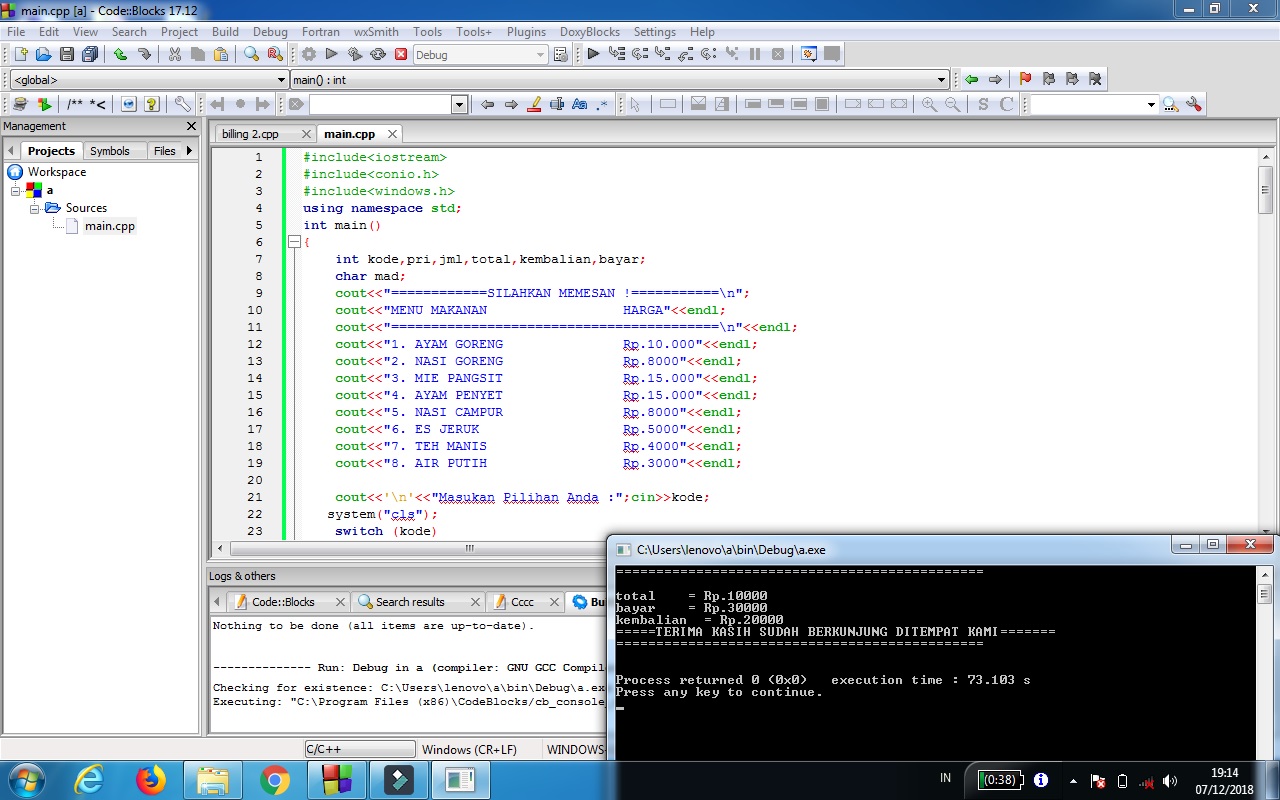 main.cpp [a] - Code::Blocks 17.12
File Edit View Search Project Build Debug Fortran wxSmith Tools Tools+ Plugins DoxyBlocks Settings Help
Debug
<global> main() : int
/** *< Aa .* S C
Management
Projects Symbols Files
Workspace
a
Sources
main.cpp
billing 2.cpp main.cpp
1 #include<iostream>
2 #include<conio.h>
3 #include<windows.h>
4 using namespace std;
5 int main()
6 {
7 int kode,pri,jml,total,kembalian,bayar;
8 char mad;
9 cout<<"============SILAHKAN MEMESAN !===========\n";
10 cout<<"MENU MAKANAN HARGA"<<endl;
11 cout<<"=========================================\n"<<endl;
12 cout<<"1. AYAM GORENG Rp.10.000"<<endl;
13 cout<<"2. NASI GORENG Rp.8000"<<endl;
14 cout<<"3. MIE PANGSIT Rp.15.000"<<endl;
15 cout<<"4. AYAM PENYET Rp.15.000"<<endl;
16 cout<<"5. NASI CAMPUR Rp.8000"<<endl;
17 cout<<"6. ES JERUK Rp.5000"<<endl;
18 cout<<"7. TEH MANIS Rp.4000"<<endl;
19 cout<<"8. AIR PUTIH Rp.3000"<<endl;
20
21 cout<<'\n'<<"Masukan Pilihan Anda :";cin>>kode;
22 system("cls");
23 switch (kode)
Logs & others
Code::Blocks Search results Cccc Bu
Nothing to be done (all items are up-to-date).
-------------- Run: Debug in a (compiler: GNU GCC Compil
Checking for existence: C:\Users\lenovo\a\bin\Debug\a.ex
Executing: "C:\Program Files (x86)\CodeBlocks/cb_console_
C/C++ Windows (CR+LF) WINDOWS-
C:\Users\lenovo\a\bin\Debug\a.exe
==============================================
total = Rp.10000
bayar = Rp.30000
kembalian = Rp.20000
=====TERIMA KASIH SUDAH BERKUNJUNG DITEMPAT KAMI=======
==============================================
Process returned 0 (0x0) execution time : 73.103 s
Press any key to continue.
IN (0:38) 19:14
07/12/2018